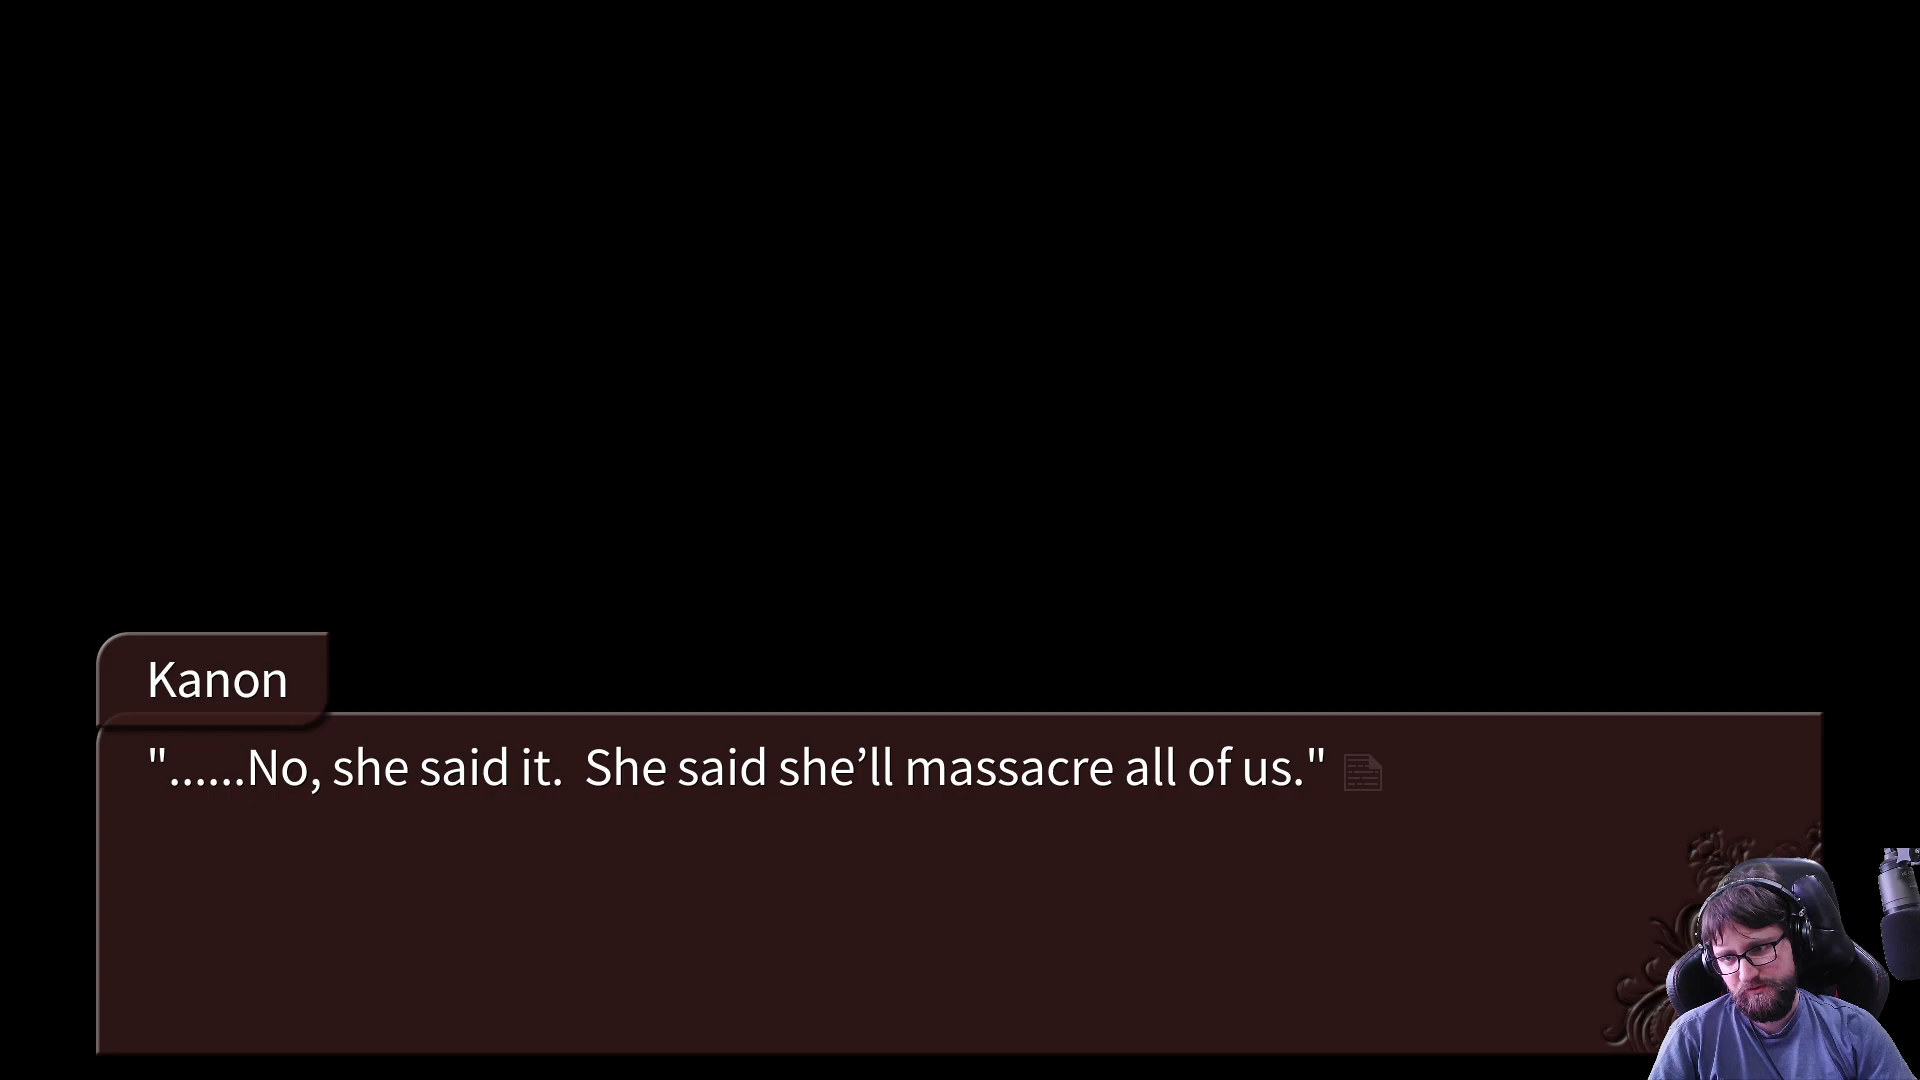 Kanon
"......No, she said it.  She said she’ll massacre all of us."